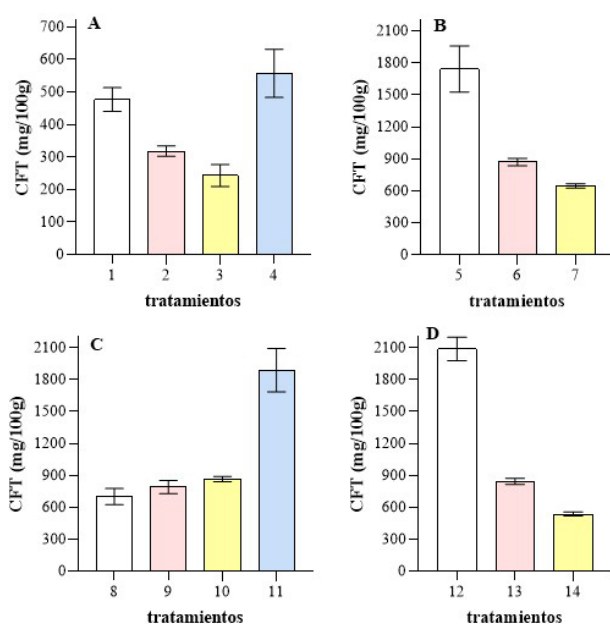 A
CFT (mg/100g)
700
600
500
400
300
200
100
0
1 2 3 4
tratamientos
B
CFT (mg/100g)
2100
1800
1500
1200
900
600
300
0
5 6 7
tratamientos
C
CFT (mg/100g)
2100
1800
1500
1200
900
600
300
0
8 9 10 11
tratamientos
D
CFT (mg/100g)
2100
1800
1500
1200
900
600
300
0
12 13 14
tratamientos